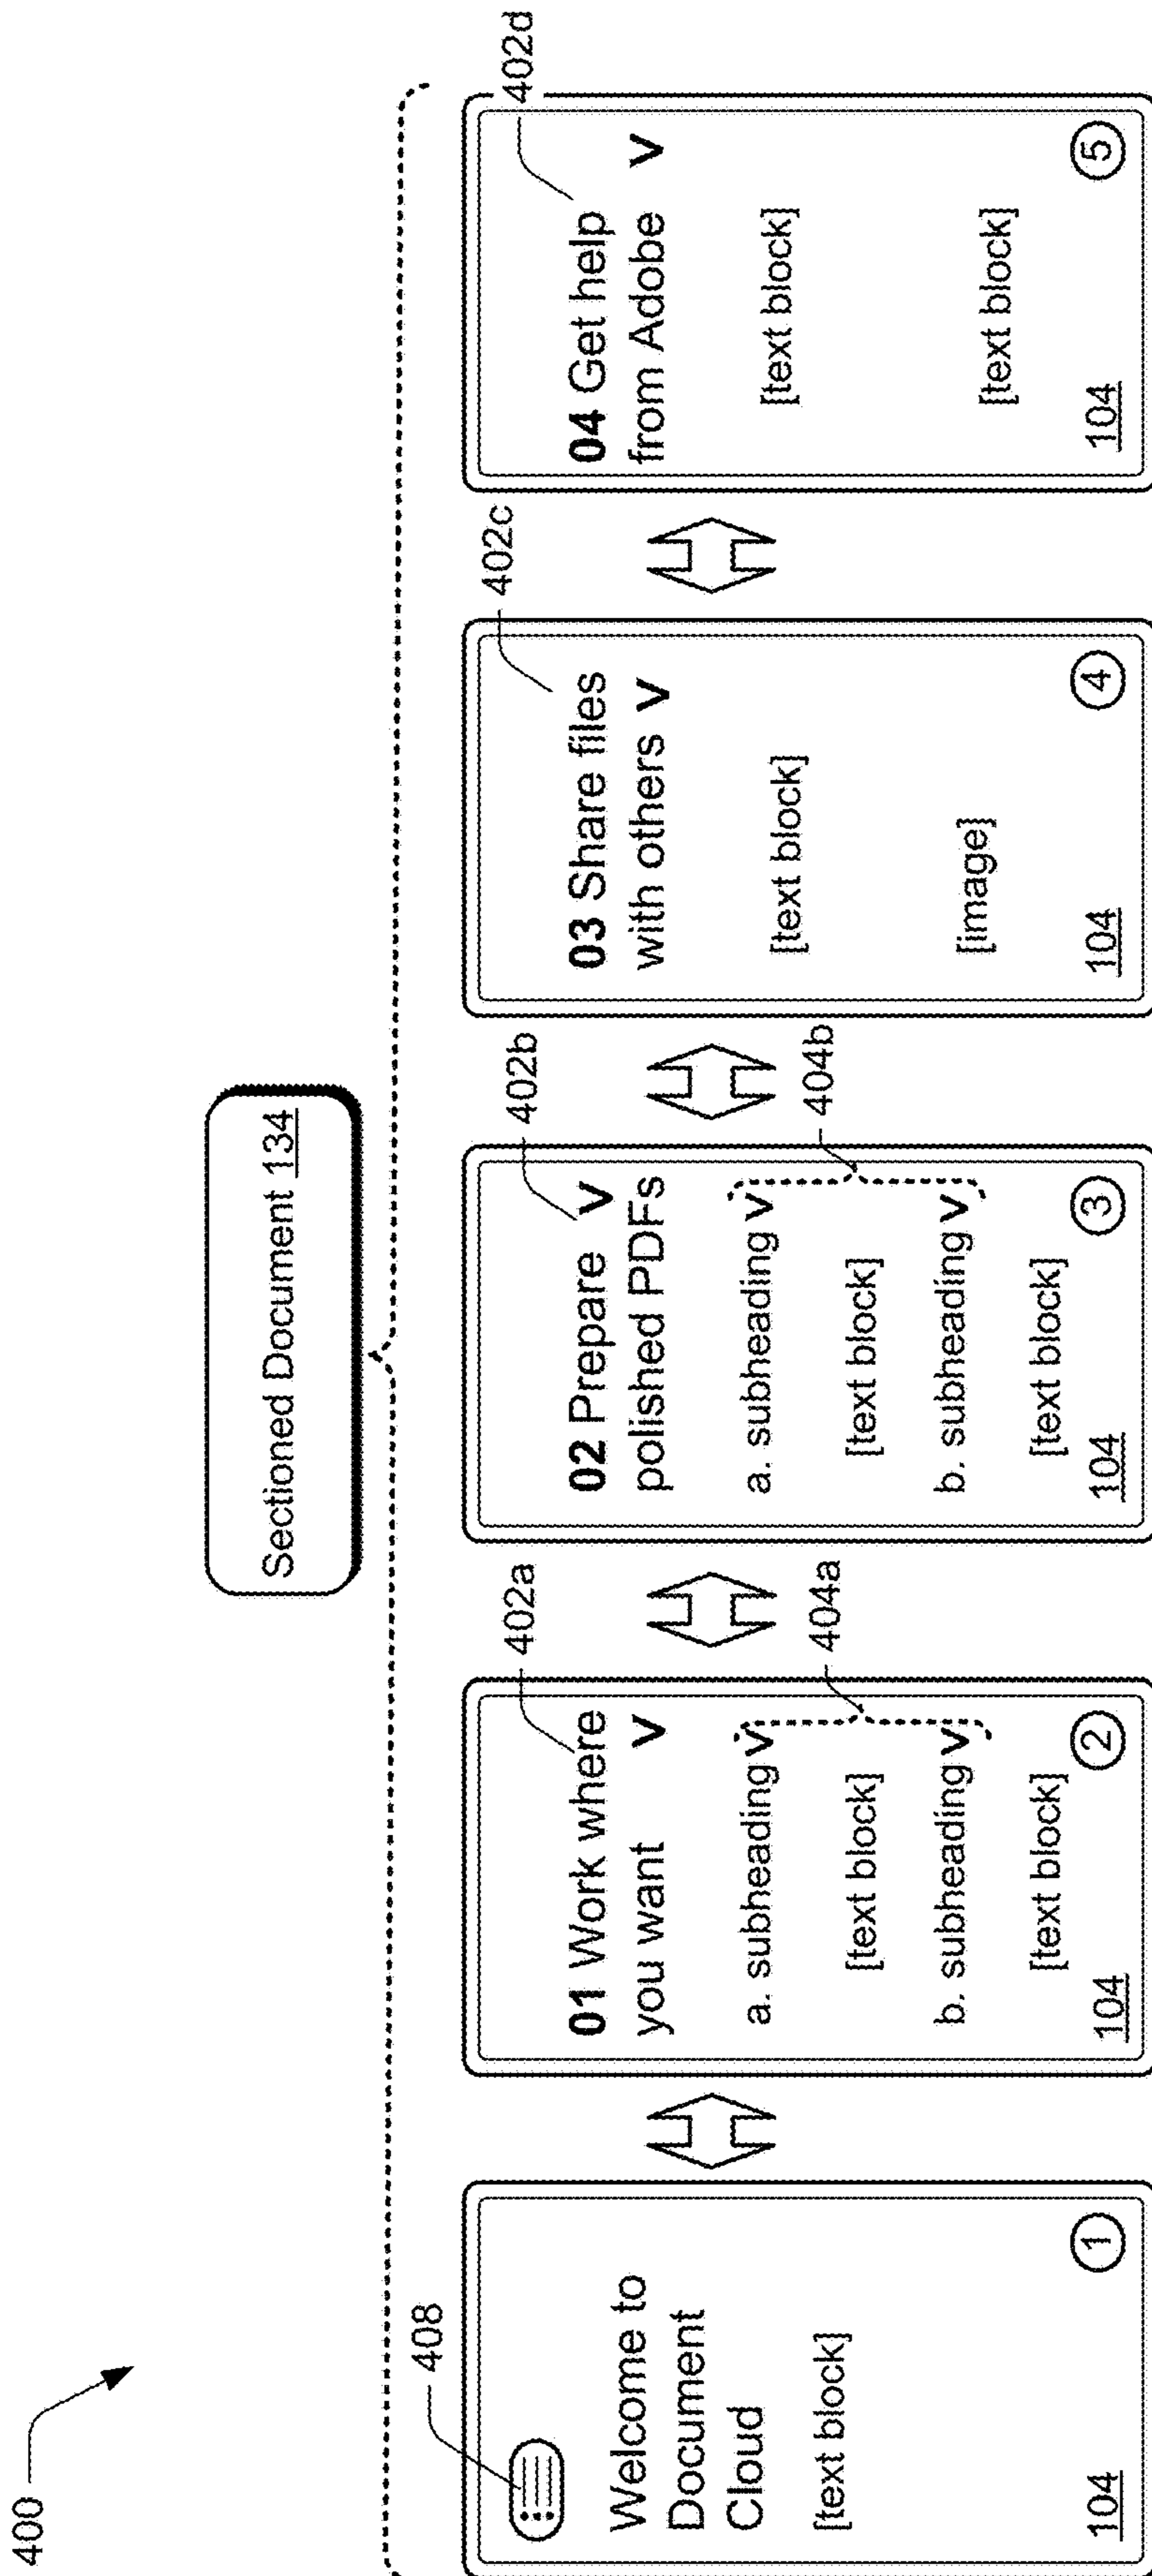 400
Sectioned Document 134
408
Welcome to
Document
Cloud
[text block]
104
1
402a
01 Work where
you want V
a. subheading V
[text block]
b. subheading V
[text block]
404a
104
2
402b
02 Prepare V
polished PDFs
a. subheading V
[text block]
b. subheading V
[text block]
404b
104
3
402c
03 Share files
with others V
[text block]
[image]
104
4
402d
04 Get help
from Adobe V
[text block]
[text block]
104
5